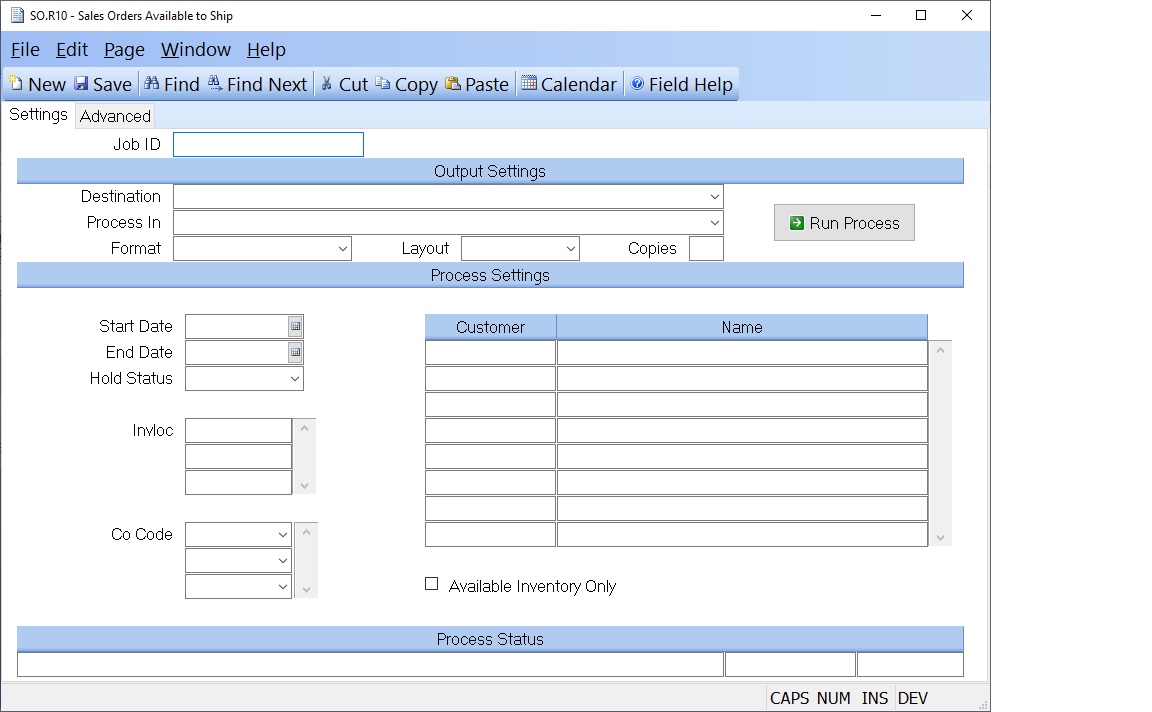 SO.R10 - Sales Orders Available to Ship
File Edit Page Window Help
New Save Find Find Next Cut Copy Paste Calendar Field Help
Settings Advanced
Job ID
Output Settings
Destination
Process In
Run Process
Format Layout Copies
Process Settings
Start Date
Customer Name
End Date
Hold Status
Invloc
Co Code
Available Inventory Only
Process Status
CAPS NUM INS DEV